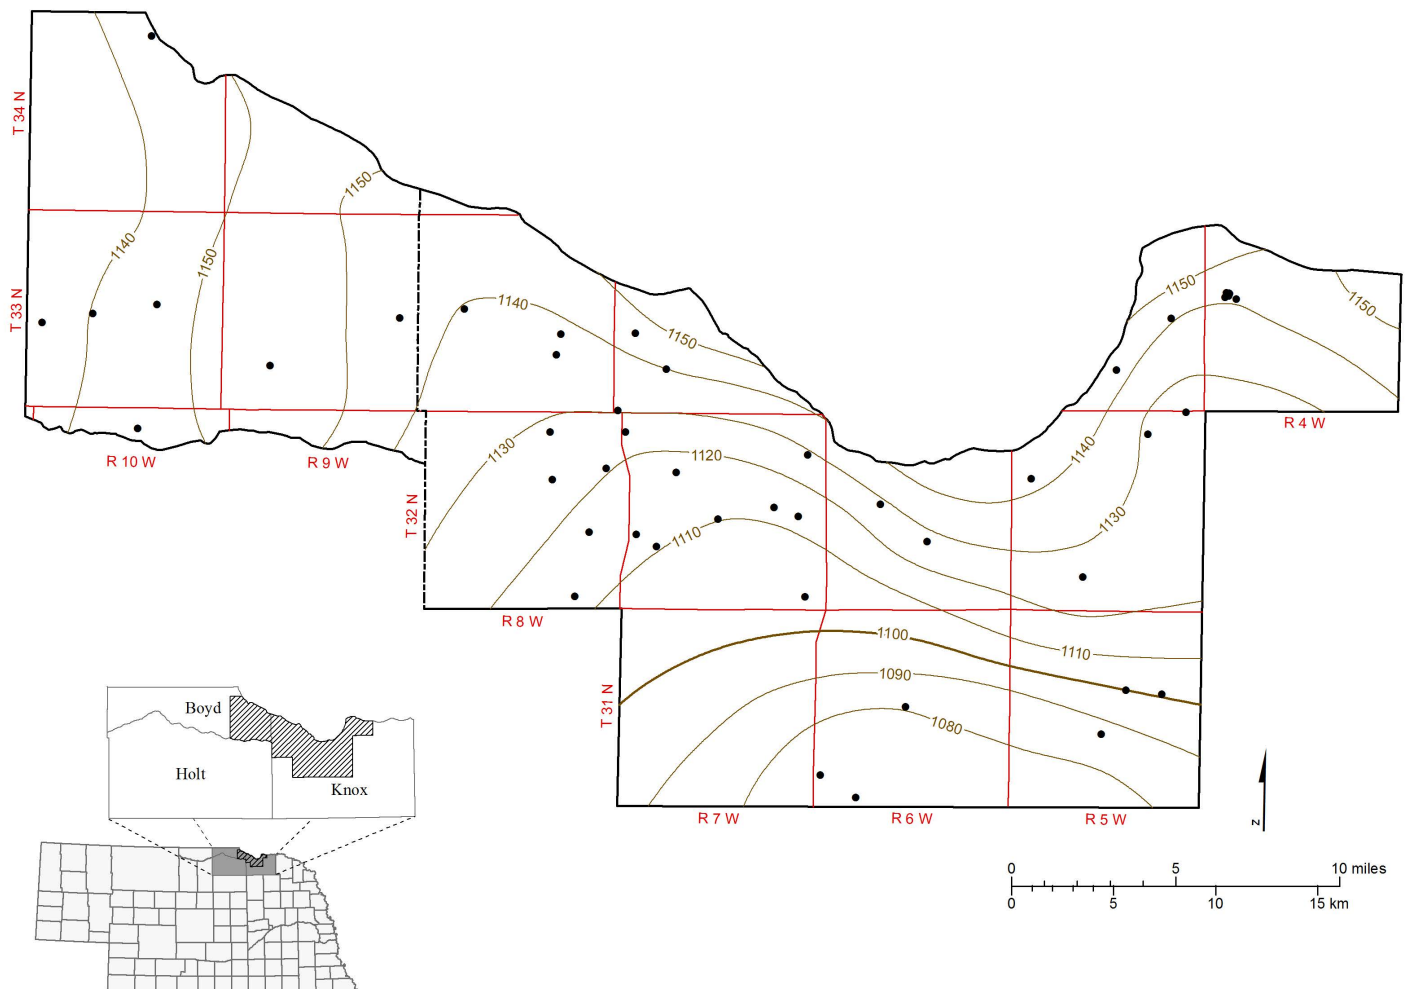 T 34 N
1150
1140
1150
T 33 N
1140
1150
1150
1150
R 4 W
R 10 W
R 9 W
1130
1120
1140
T 32 N
1110
1130
R 8 W
1100
1110
1090
T 31 N
1080
R 7 W
R 6 W
R 5 W
Boyd
Holt
Knox
z
0 5 10 miles
0 5 10 15 km